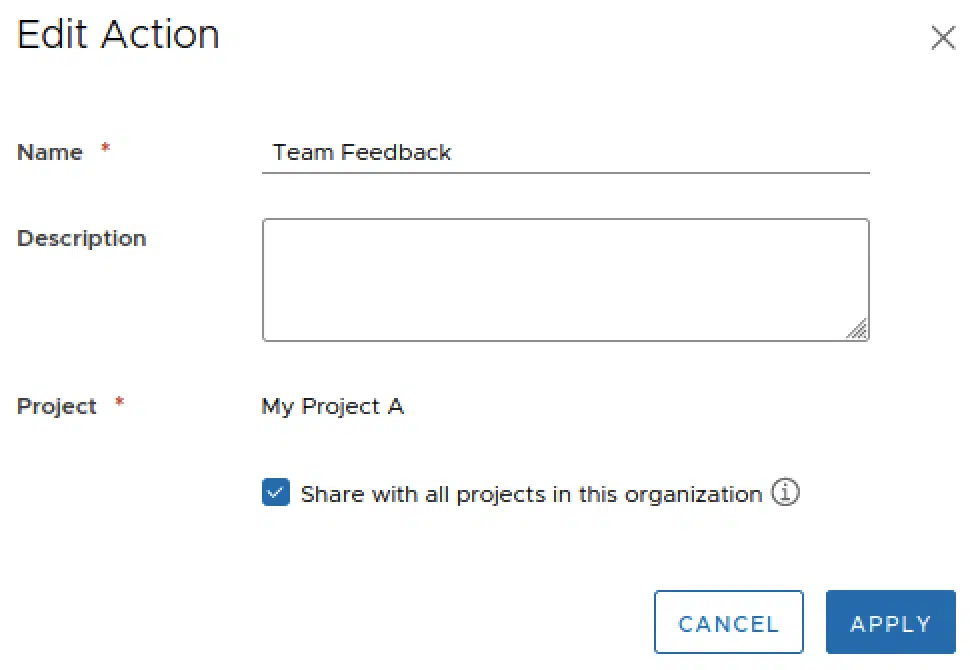 Edit Action
Name *
Team Feedback
Description
Project *
My Project A
Share with all projects in this organization
CANCEL
APPLY